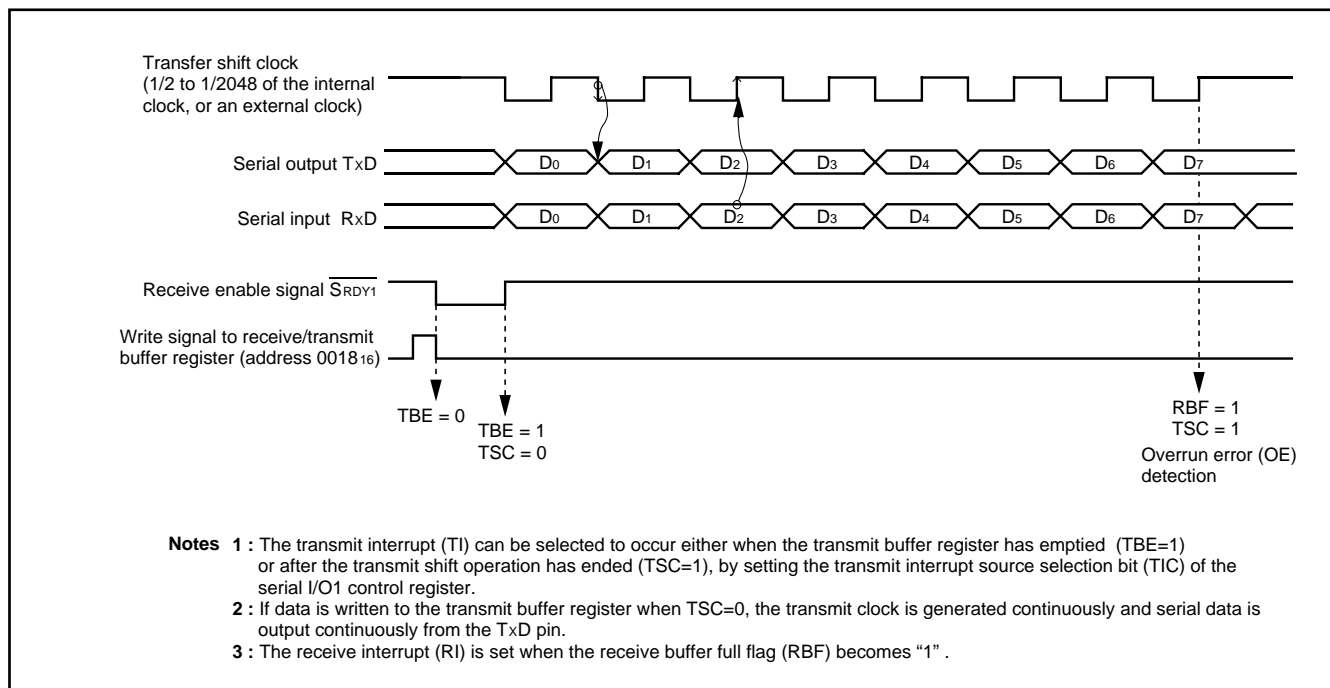 Transfer shift clock
(1/2 to 1/2048 of the internal
clock, or an external clock)
Serial output TxD
D0 D1 D2 D3 D4 D5 D6 D7
Serial input RxD
D0 D1 D2 D3 D4 D5 D6 D7
Receive enable signal SRDY1
Write signal to receive/transmit
buffer register (address 001816)
TBE = 0
TBE = 1
TSC = 0
RBF = 1
TSC = 1
Overrun error (OE)
detection
Notes 1 : The transmit interrupt (TI) can be selected to occur either when the transmit buffer register has emptied (TBE=1)
or after the transmit shift operation has ended (TSC=1), by setting the transmit interrupt source selection bit (TIC) of the
serial I/O1 control register.
2 : If data is written to the transmit buffer register when TSC=0, the transmit clock is generated continuously and serial data is
output continuously from the TxD pin.
3 : The receive interrupt (RI) is set when the receive buffer full flag (RBF) becomes “1” .